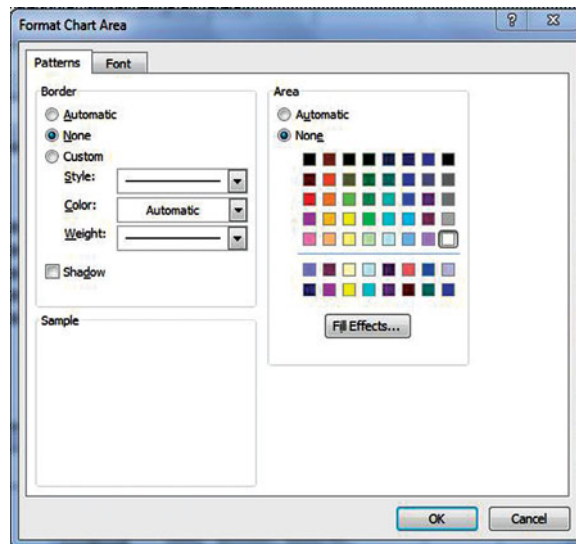 Format Chart Area
Patterns Font
Border
Automatic
None
Custom
Style:
Color: Automatic
Weight:
Shadow
Sample
Area
Automatic
None
Fill Effects...
OK Cancel